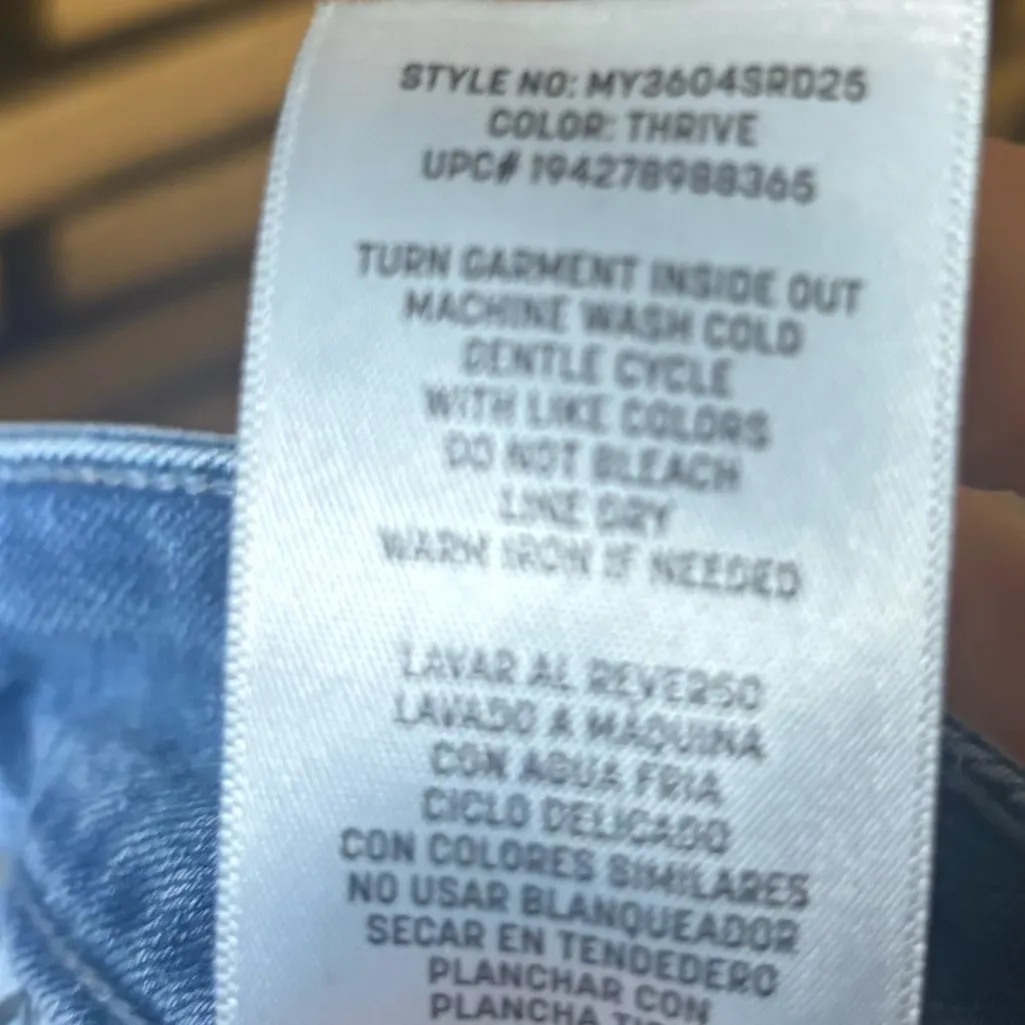 STYLE NO: MY3604SRD25
COLOR: THRIVE
UPC# 194278988365
TURN GARMENT INSIDE OUT
MACHINE WASH COLD
GENTLE CYCLE
WITH LIKE COLORS
DO NOT BLEACH
LINE DRY
WARM IRON IF NEEDED
LAVAR AL REVERSO
LAVADO A MAQUINA
CON AGUA FRIA
CICLO DELICADO
CON COLORES SIMILARES
NO USAR BLANQUEADOR
SECAR EN TENDEDERO
PLANCHAR CON
PLANCHA